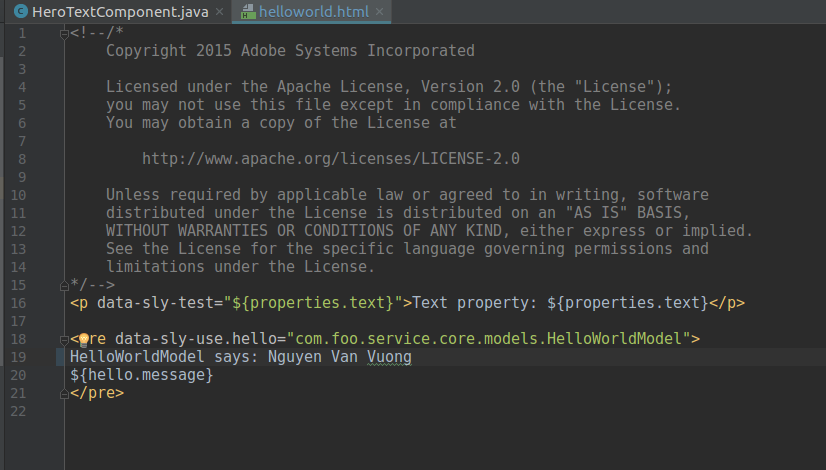 HeroTextComponent.java helloworld.html
1 <!--/*
2 Copyright 2015 Adobe Systems Incorporated
3
4 Licensed under the Apache License, Version 2.0 (the "License");
5 you may not use this file except in compliance with the License.
6 You may obtain a copy of the License at
7
8 http://www.apache.org/licenses/LICENSE-2.0
9
10 Unless required by applicable law or agreed to in writing, software
11 distributed under the License is distributed on an "AS IS" BASIS,
12 WITHOUT WARRANTIES OR CONDITIONS OF ANY KIND, either express or implied.
13 See the License for the specific language governing permissions and
14 limitations under the License.
15 */-->
16 <p data-sly-test="${properties.text}">Text property: ${properties.text}</p>
17
18 <pre data-sly-use.hello="com.foo.service.core.models.HelloWorldModel">
19 HelloWorldModel says: Nguyen Van Vuong
20 ${hello.message}
21 </pre>
22